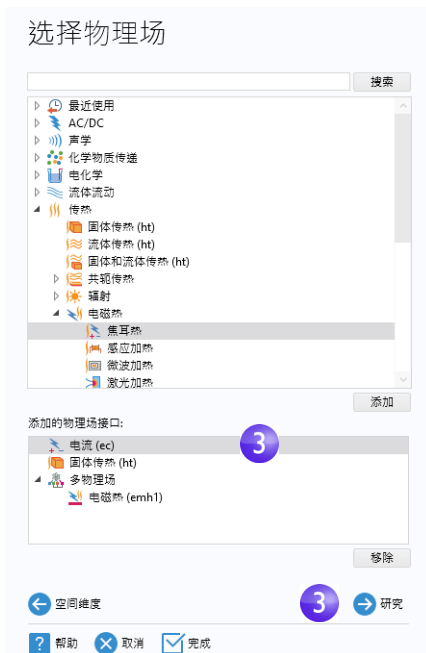 选择物理场
搜索
最近使用
AC/DC
声学
化学物质传递
电化学
流体流动
传热
固体传热 (ht)
流体传热 (ht)
固体和流体传热 (ht)
共轭传热
辐射
电磁热
焦耳热
感应加热
微波加热
激光加热
添加
添加的物理场接口:
电流 (ec)
3
固体传热 (ht)
多物理场
电磁热 (emh1)
移除
空间维度
3
研究
? 帮助
取消
完成